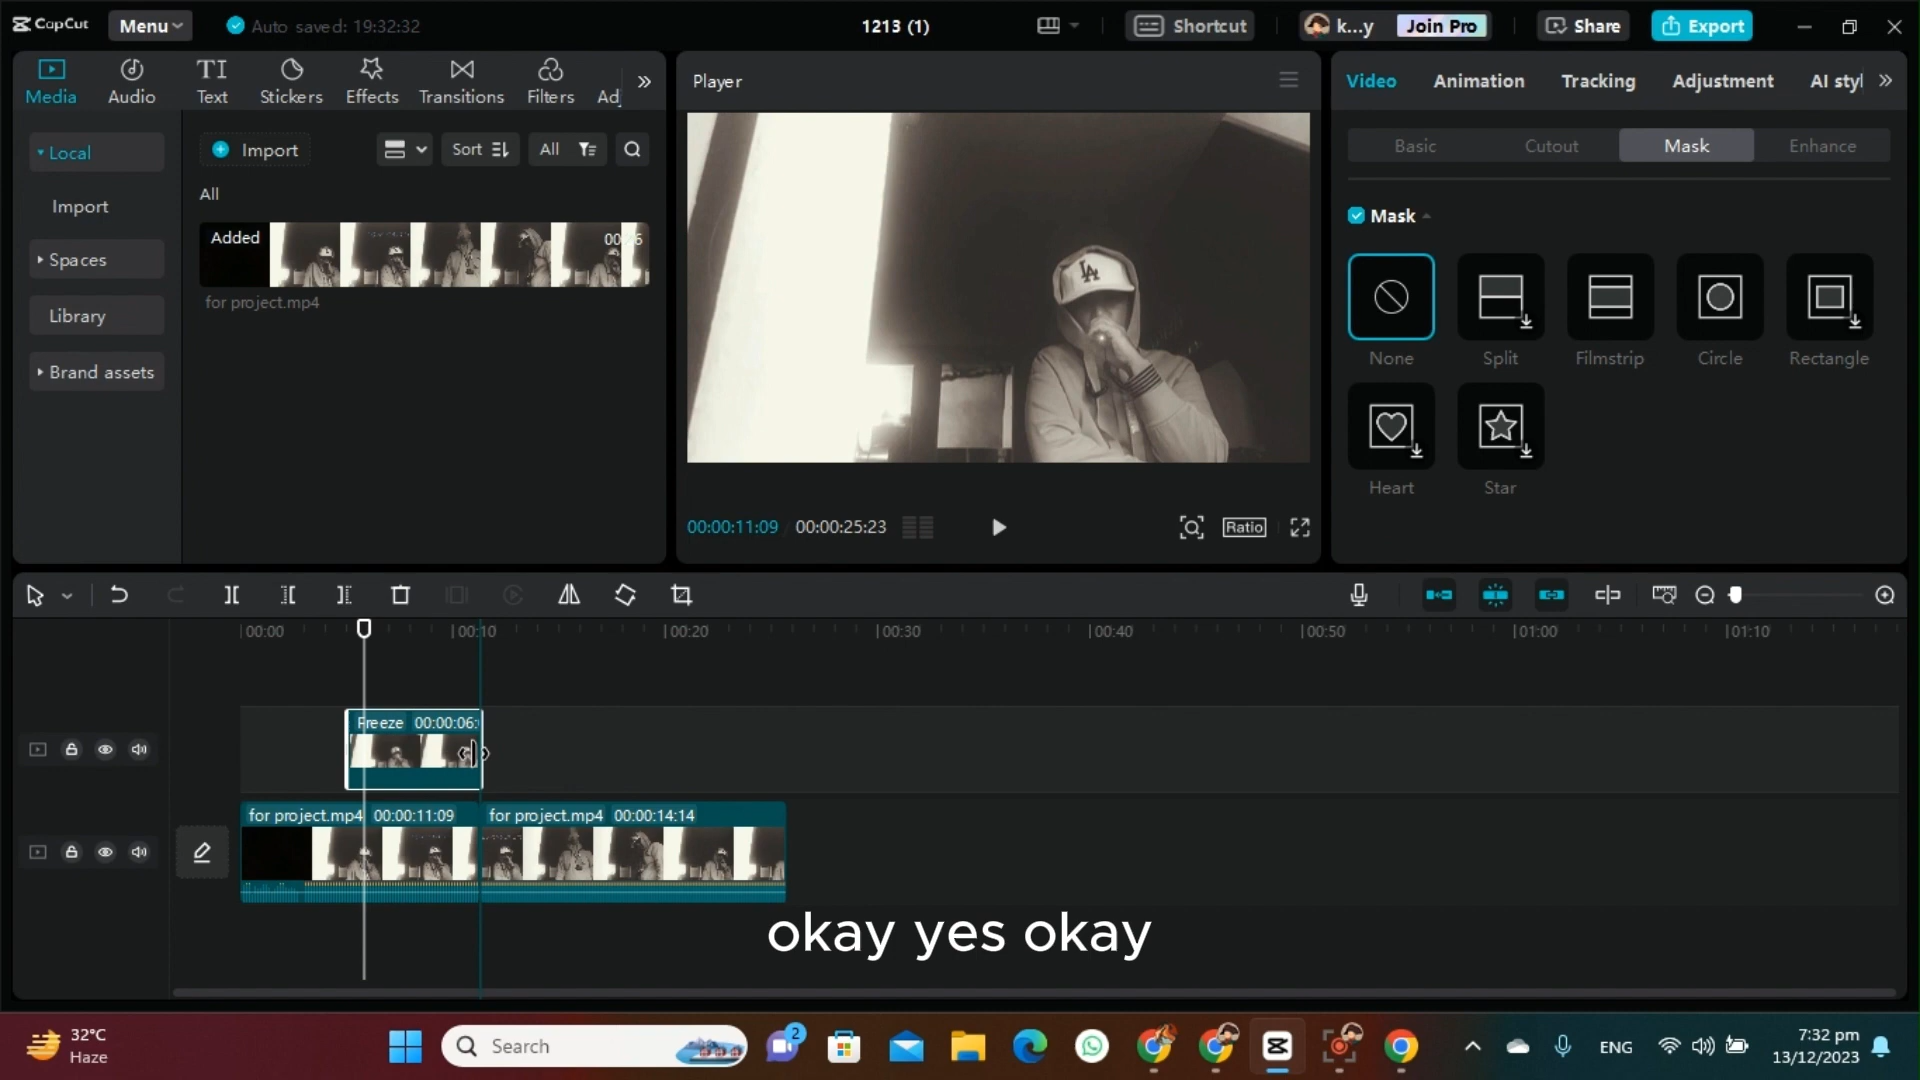 CapCut
Menu
Auto saved: 19:32:32
1213 (1)
Shortcut
k...y
Join Pro
Share
Export
Media
Audio
TI
Text
Stickers
Effects
Transitions
Filters
Adj
Player
Video
Animation
Tracking
Adjustment
AI styl
Local
Import
Spaces
Library
Brand assets
Import
Sort
All
All
Added
for project.mp4
LA
00:00:11:09
00:00:25:23
Ratio
Basic
Cutout
Mask
Enhance
Mask
None
Split
Filmstrip
Circle
Rectangle
Heart
Star
00:00
00:10
00:20
00:30
00:40
00:50
01:00
01:10
Freeze 00:00:06:
for project.mp4 00:00:11:09
for project.mp4 00:00:14:14
okay yes okay
32°C
Haze
Search
2
ENG
7:32 pm
13/12/2023